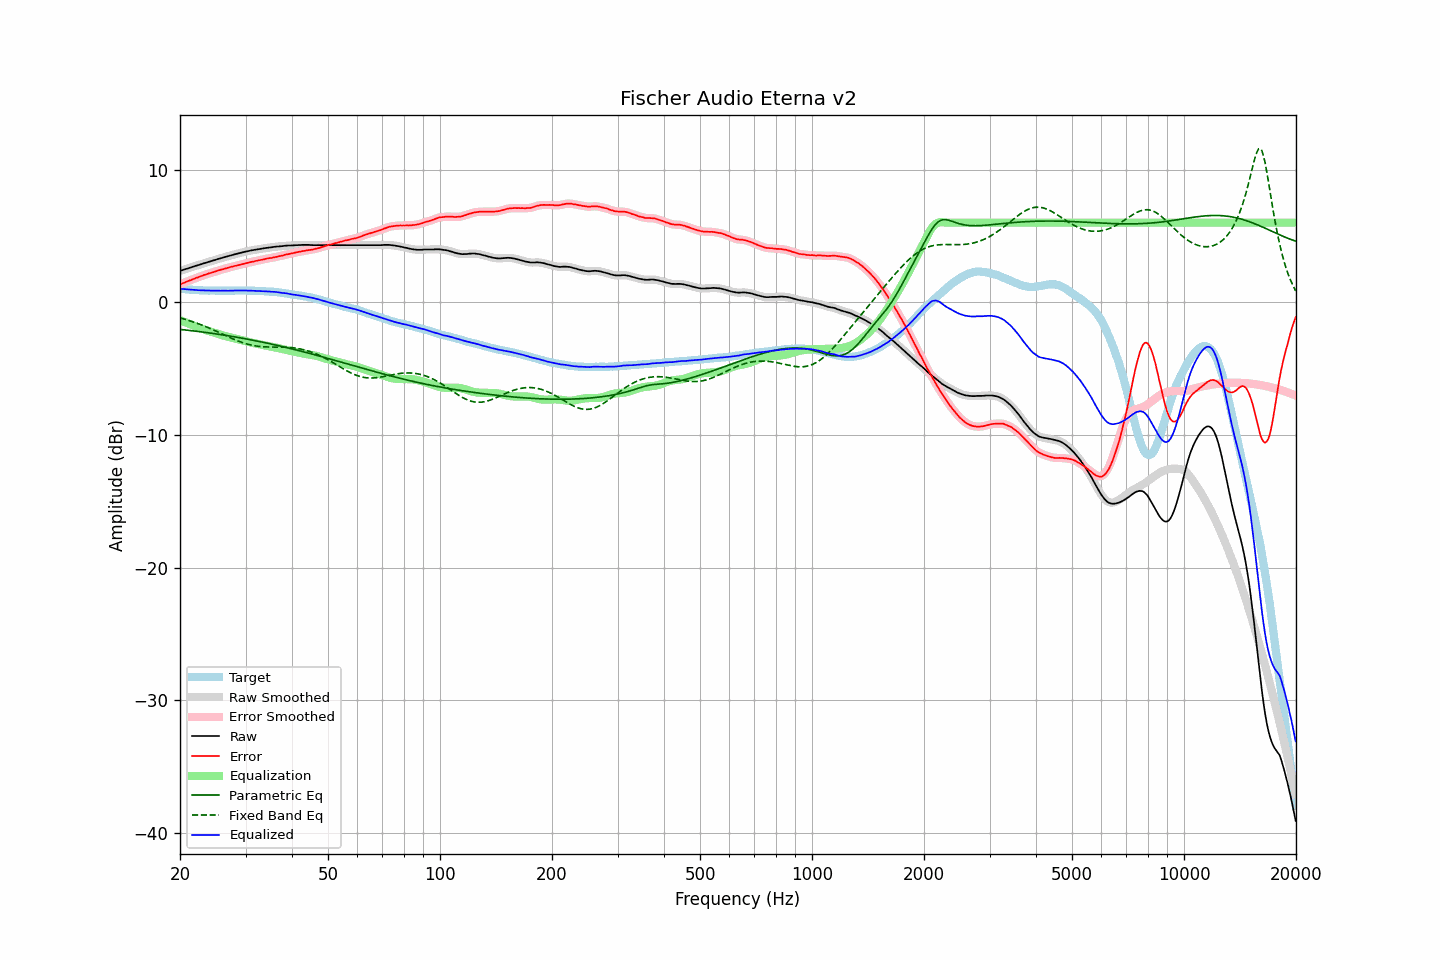 Fischer Audio Eterna v2
Amplitude (dBr)
10
0
−10
−20
−30
−40
Target
Raw Smoothed
Error Smoothed
Raw
Error
Equalization
Parametric Eq
Fixed Band Eq
Equalized
20 50 100 200 500 1000 2000 5000 10000 20000
Frequency (Hz)